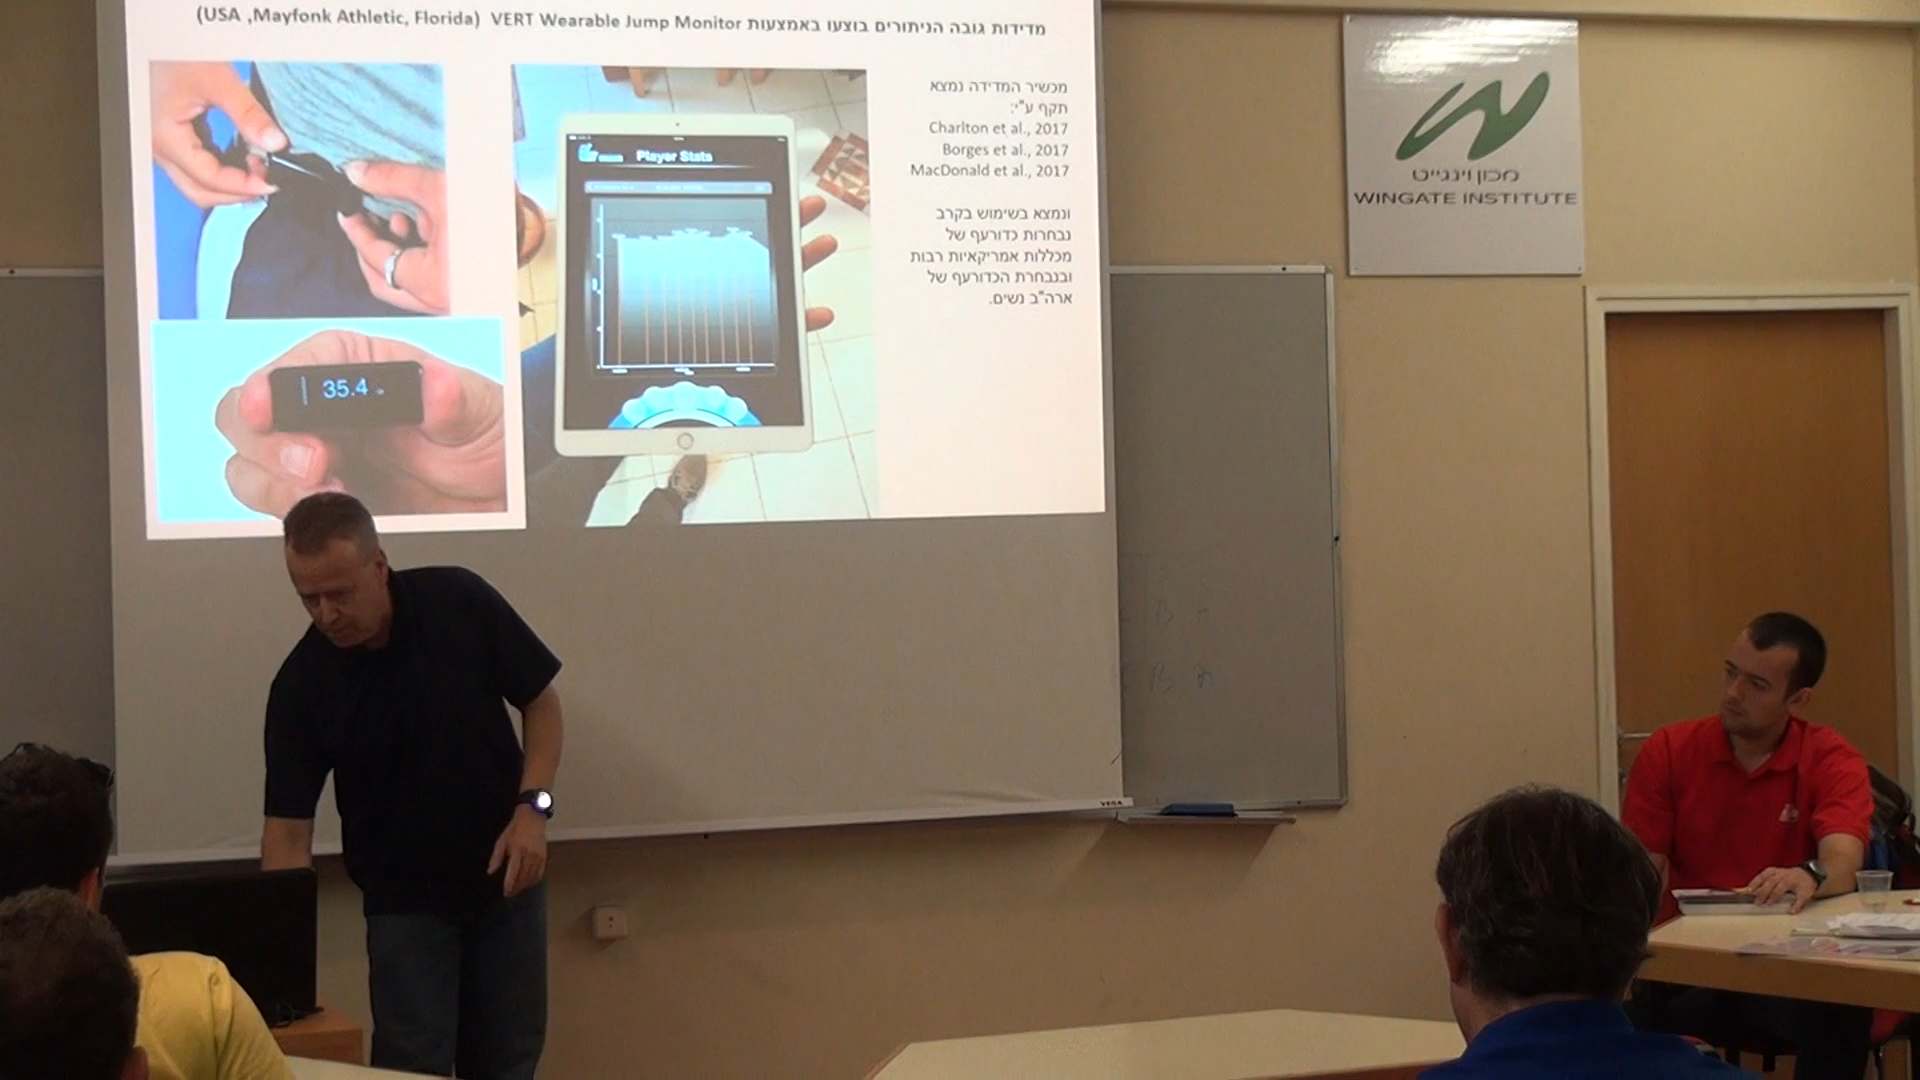 מדידות גובה הניתורים בוצעו באמצעות VERT Wearable Jump Monitor (USA ,Mayfonk Athletic, Florida)
מכשיר המדידה נמצא
תקף ע"י:
Charlton et al., 2017
Borges et al., 2017
MacDonald et al., 2017
ונמצא בשימוש בקרב
נבחרות כדורעף של
מכללות אמריקאיות רבות
ובנבחרת הכדורעף של
ארה"ב נשים.
Player Stats
35.4
מכון וינגייט
WINGATE INSTITUTE
VEGA